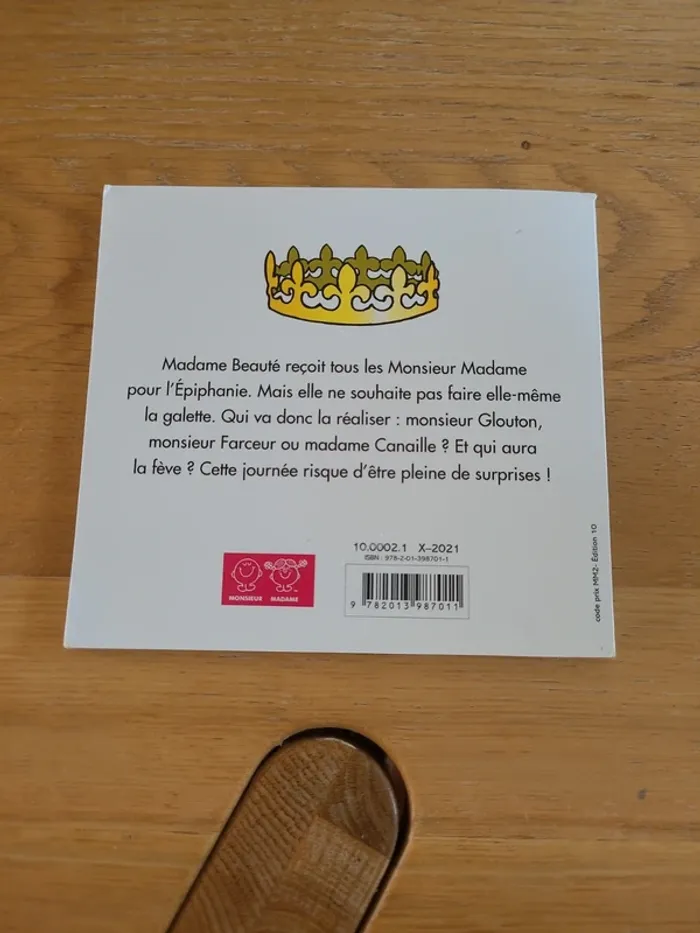 Madame Beauté reçoit tous les Monsieur Madame
pour l'Épiphanie. Mais elle ne souhaite pas faire elle-même
la galette. Qui va donc la réaliser : monsieur Glouton,
monsieur Farceur ou madame Canaille ? Et qui aura
la fève ? Cette journée risque d'être pleine de surprises !
MONSIEUR MADAME
10.0002.1 X-2021
ISBN : 978-2-01-398701-1
9 782013 987011
code prix MM2- Édition 10